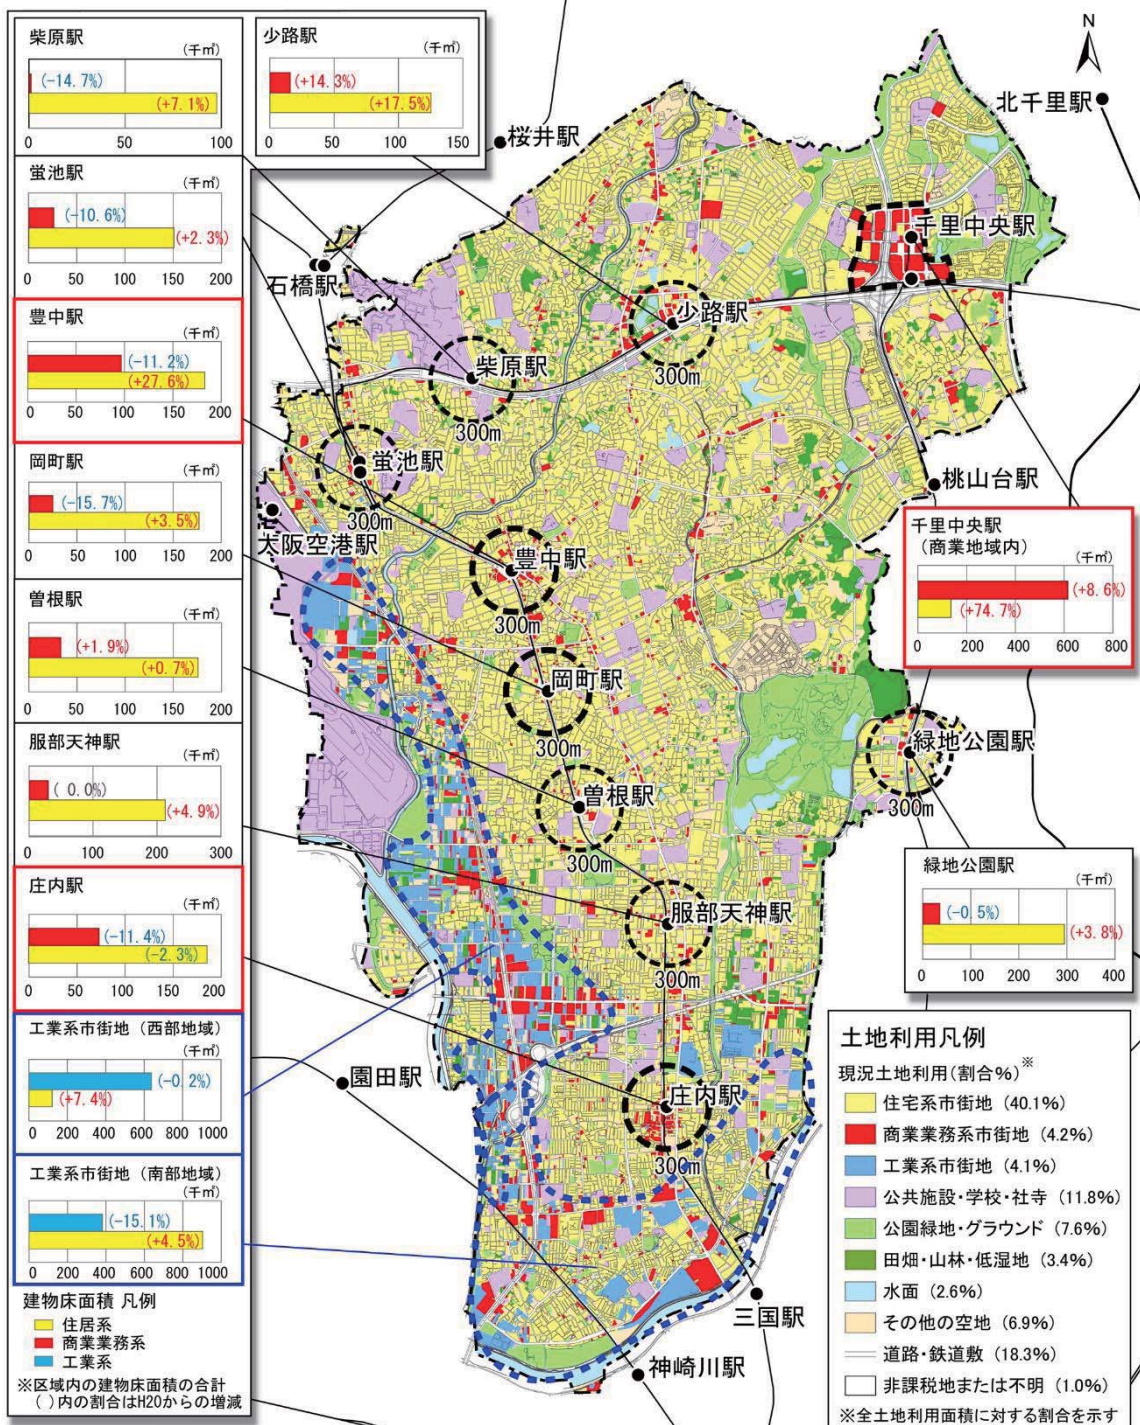 柴原駅
(千㎡)
(-14.7%)
(+7.1%)
0 50 100
少路駅
(千㎡)
(+14.3%)
(+17.5%)
0 50 100 150
蛍池駅
(千㎡)
(-10.6%)
(+2.3%)
0 50 100 150 200
豊中駅
(千㎡)
(-11.2%)
(+27.6%)
0 50 100 150 200
岡町駅
(千㎡)
(-15.7%)
(+3.5%)
0 50 100 150 200
曽根駅
(千㎡)
(+1.9%)
(+0.7%)
0 50 100 150 200
服部天神駅
(千㎡)
( 0.0%)
(+4.9%)
0 100 200 300
庄内駅
(千㎡)
(-11.4%)
(-2.3%)
0 50 100 150 200
工業系市街地 (西部地域)
(千㎡)
(-0.2%)
(+7.4%)
0 200 400 600 800 1000
工業系市街地 (南部地域)
(千㎡)
(-15.1%)
(+4.5%)
0 200 400 600 800 1000
建物床面積 凡例
住居系
商業業務系
工業系
※区域内の建物床面積の合計
( )内の割合はH20からの増減
N
北千里駅
桜井駅
千里中央駅
石橋駅
少路駅
300m
柴原駅
300m
蛍池駅
300m
桃山台駅
大阪空港駅
豊中駅
300m
岡町駅
300m
緑地公園駅
300m
曽根駅
300m
服部天神駅
300m
園田駅
庄内駅
300m
三国駅
神崎川駅
千里中央駅
(商業地域内)
(千㎡)
(+8.6%)
(+74.7%)
0 200 400 600 800
緑地公園駅
(千㎡)
(-0.5%)
(+3.8%)
0 100 200 300 400
土地利用凡例
現況土地利用(割合%)※
住宅系市街地 (40.1%)
商業業務系市街地 (4.2%)
工業系市街地 (4.1%)
公共施設・学校・社寺 (11.8%)
公園緑地・グラウンド (7.6%)
田畑・山林・低湿地 (3.4%)
水面 (2.6%)
その他の空地 (6.9%)
道路・鉄道敷 (18.3%)
非課税地または不明 (1.0%)
※全土地利用面積に対する割合を示す